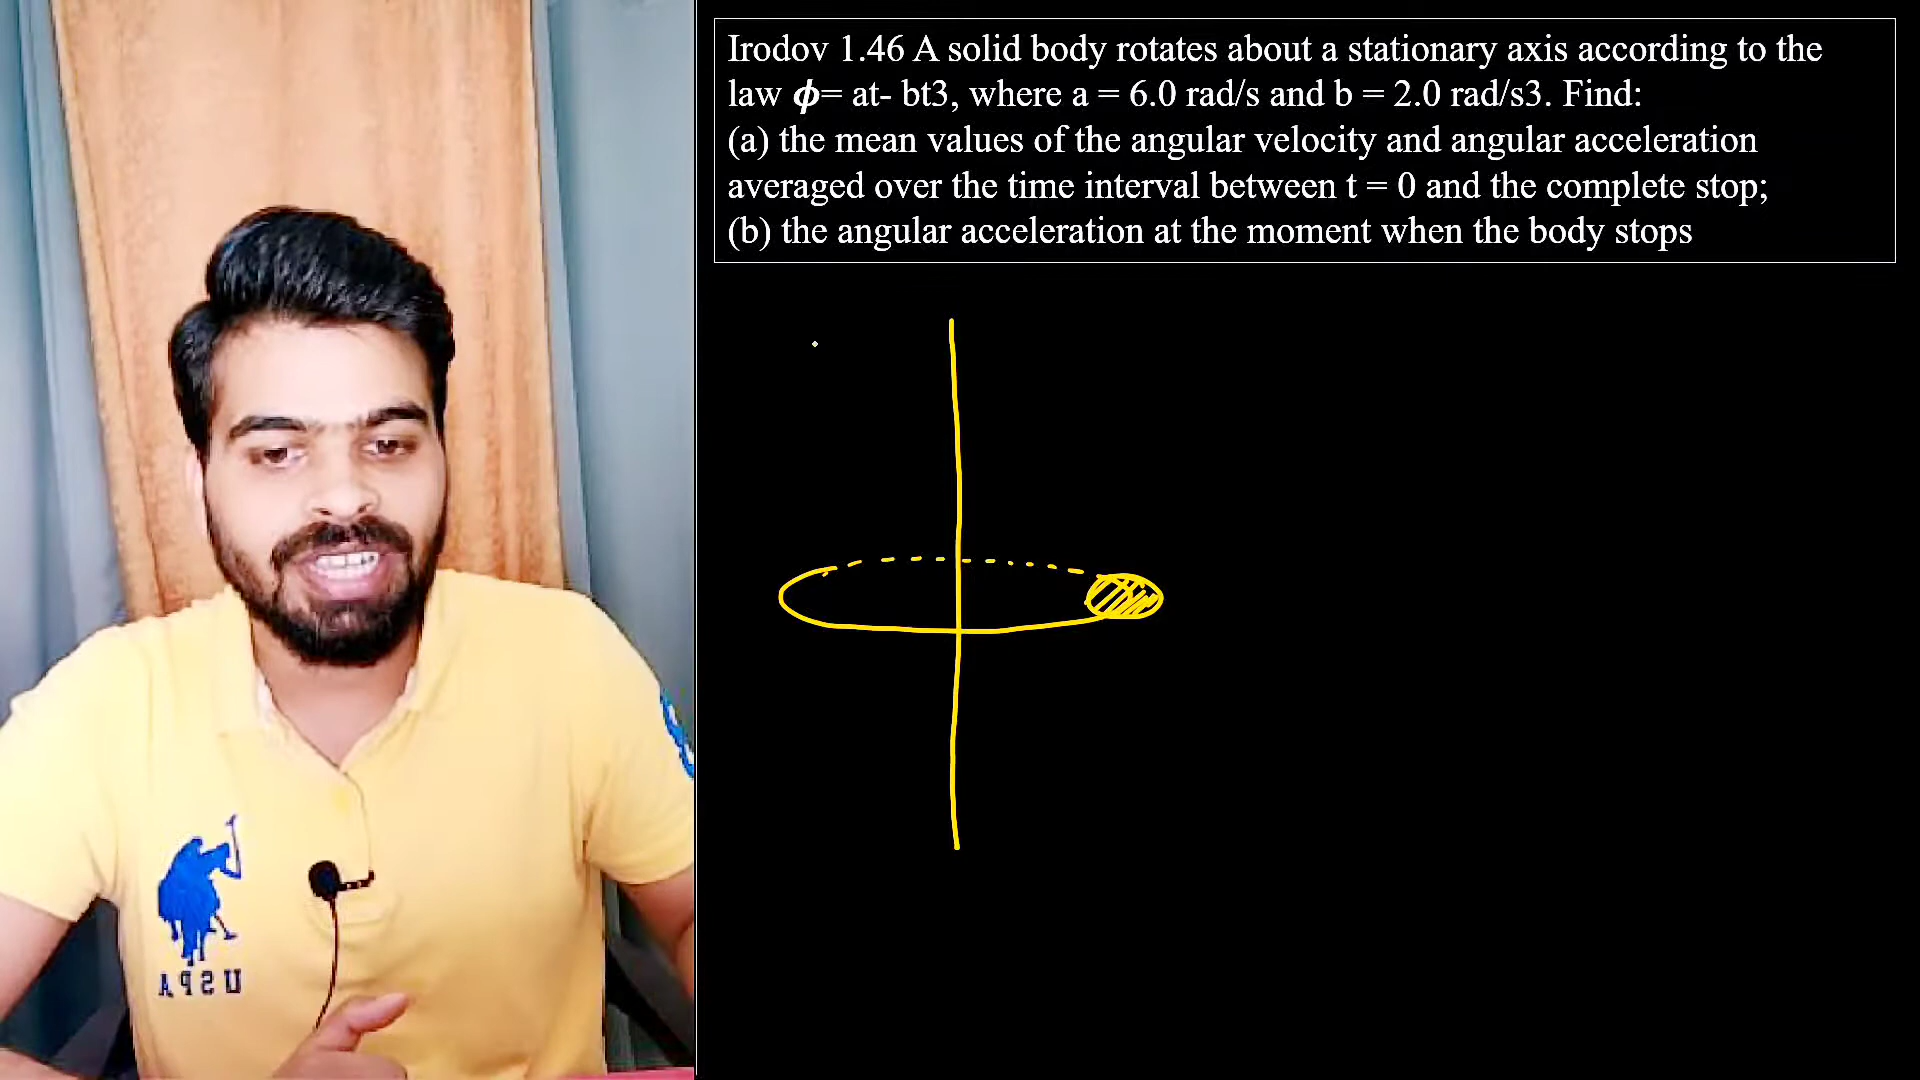 Irodov 1.46 A solid body rotates about a stationary axis according to the
law ϕ= at- bt3, where a = 6.0 rad/s and b = 2.0 rad/s3. Find:
(a) the mean values of the angular velocity and angular acceleration
averaged over the time interval between t = 0 and the complete stop;
(b) the angular acceleration at the moment when the body stops
USPA